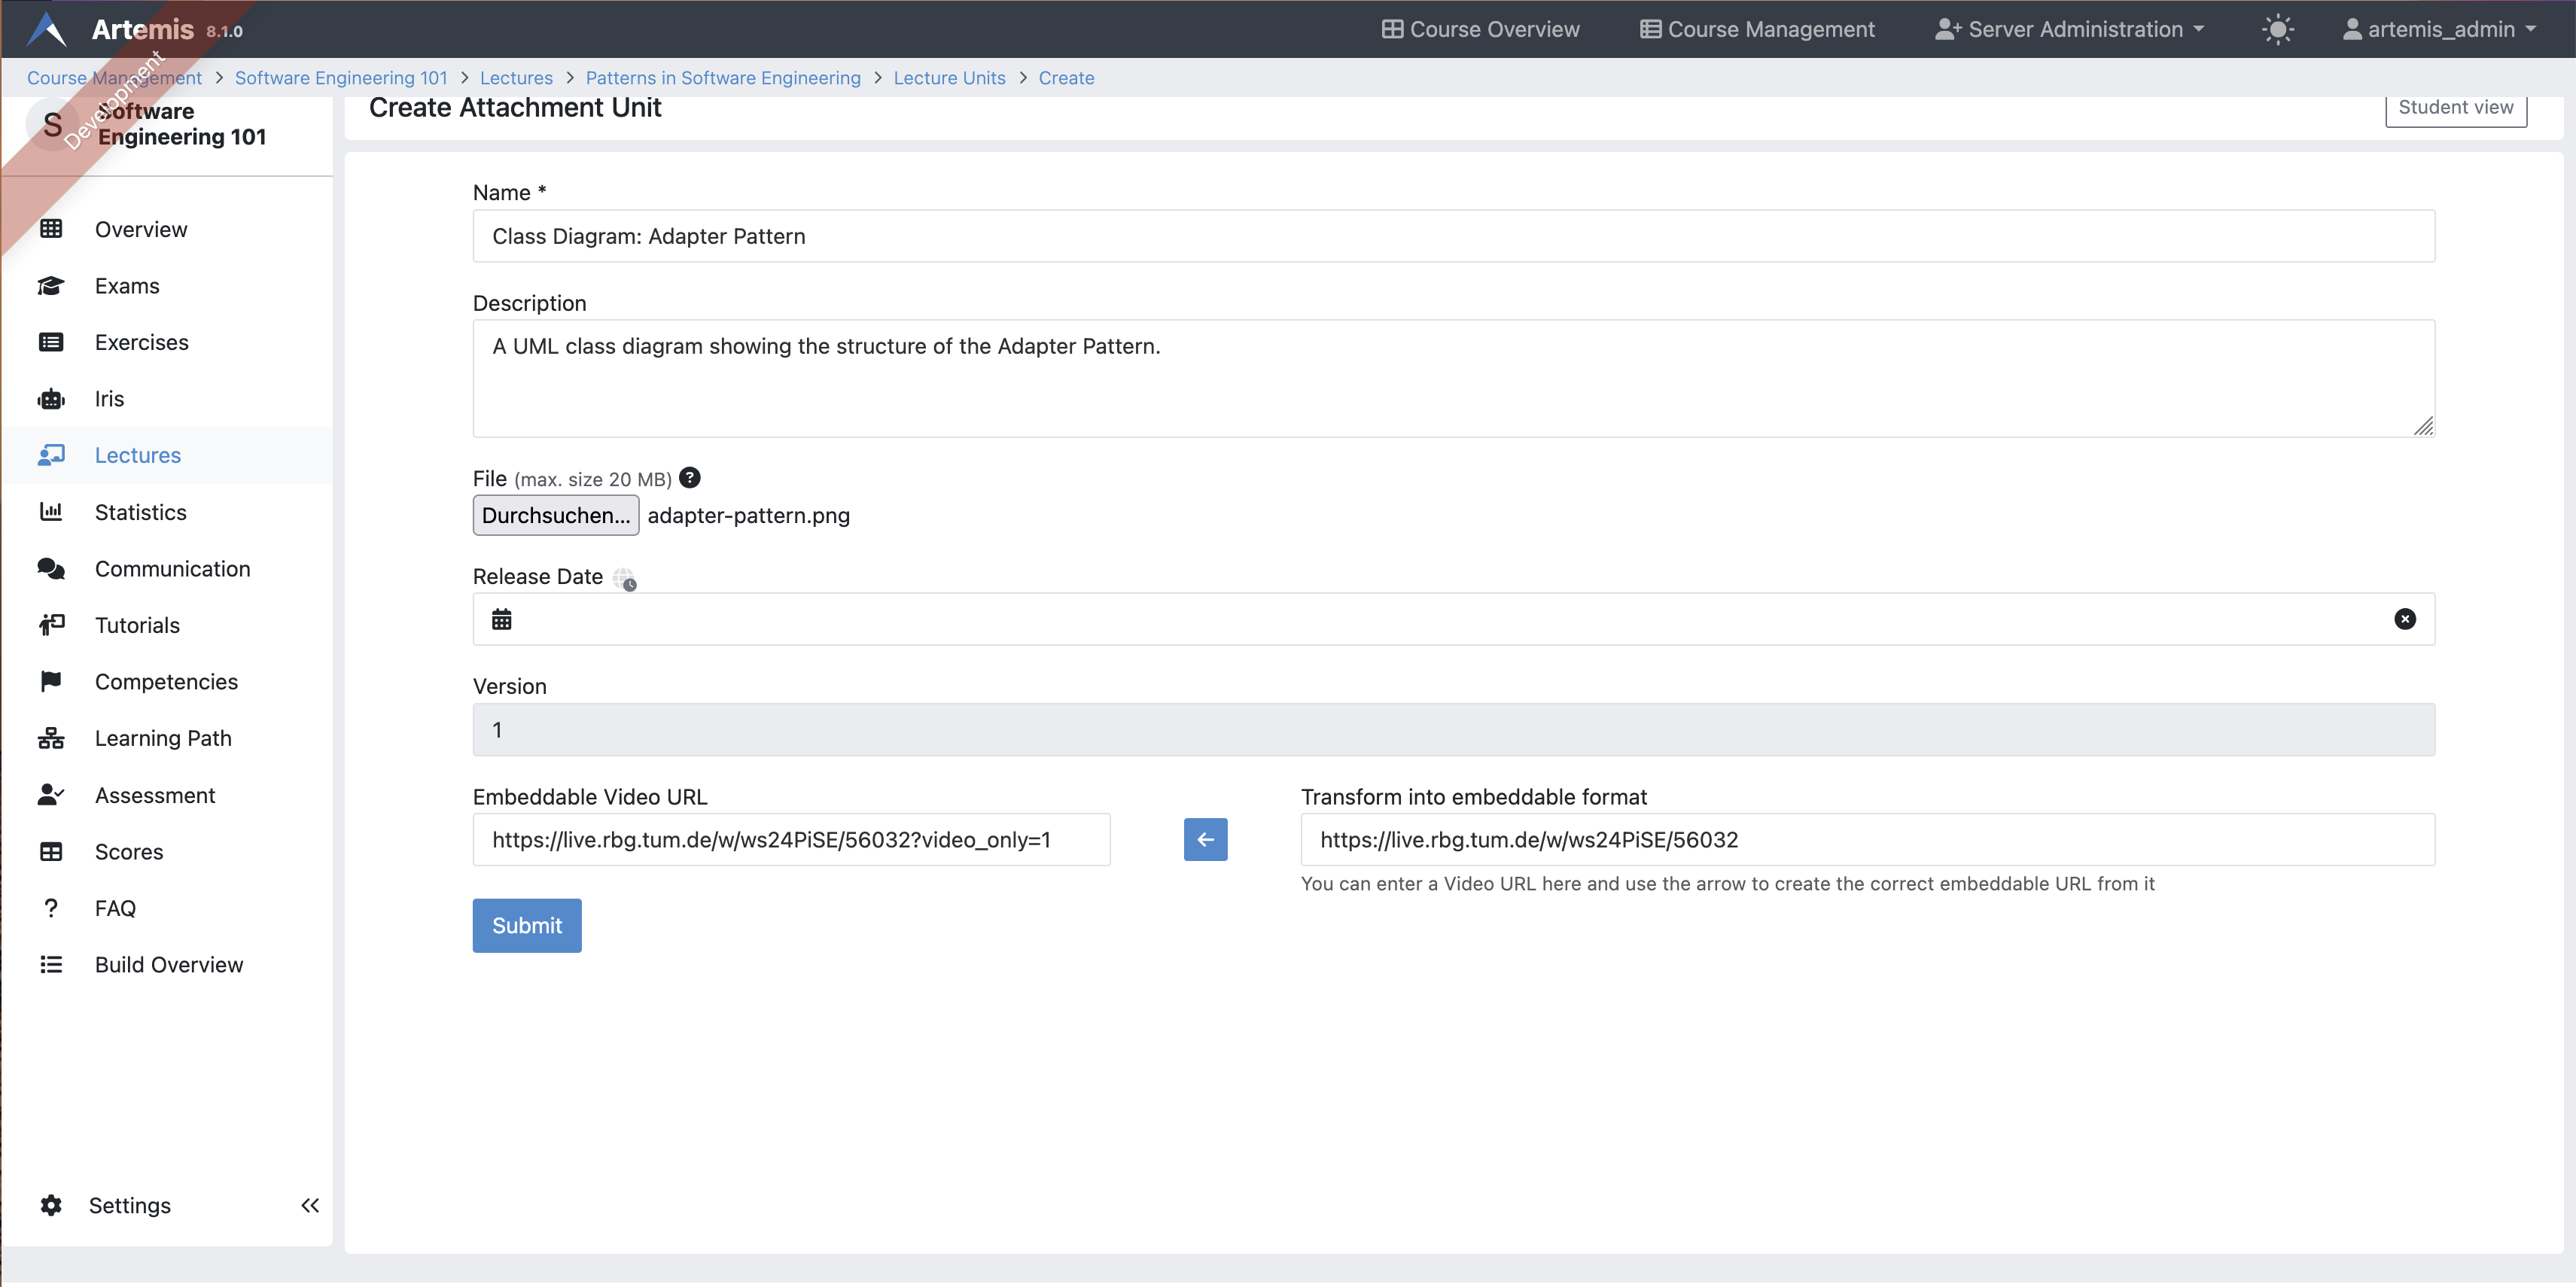 Artemis 8.1.0
Course Overview
Course Management
Server Administration
artemis_admin
Development
Course Management > Software Engineering 101 > Lectures > Patterns in Software Engineering > Lecture Units > Create
S
Software
Engineering 101
Overview
Exams
Exercises
Iris
Lectures
Statistics
Communication
Tutorials
Competencies
Learning Path
Assessment
Scores
FAQ
Build Overview
Settings
Create Attachment Unit
Student view
Name *
Class Diagram: Adapter Pattern
Description
A UML class diagram showing the structure of the Adapter Pattern.
File (max. size 20 MB)
Durchsuchen... adapter-pattern.png
Release Date
Version
1
Embeddable Video URL
https://live.rbg.tum.de/w/ws24PiSE/56032?video_only=1
Transform into embeddable format
https://live.rbg.tum.de/w/ws24PiSE/56032
You can enter a Video URL here and use the arrow to create the correct embeddable URL from it
Submit